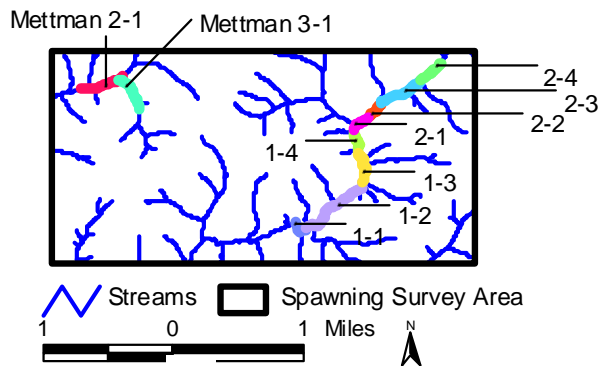 Mettman 2-1
Mettman 3-1
2-4
2-3
2-2
2-1
1-4
1-3
1-2
1-1
Streams
Spawning Survey Area
1 0 1 Miles
N